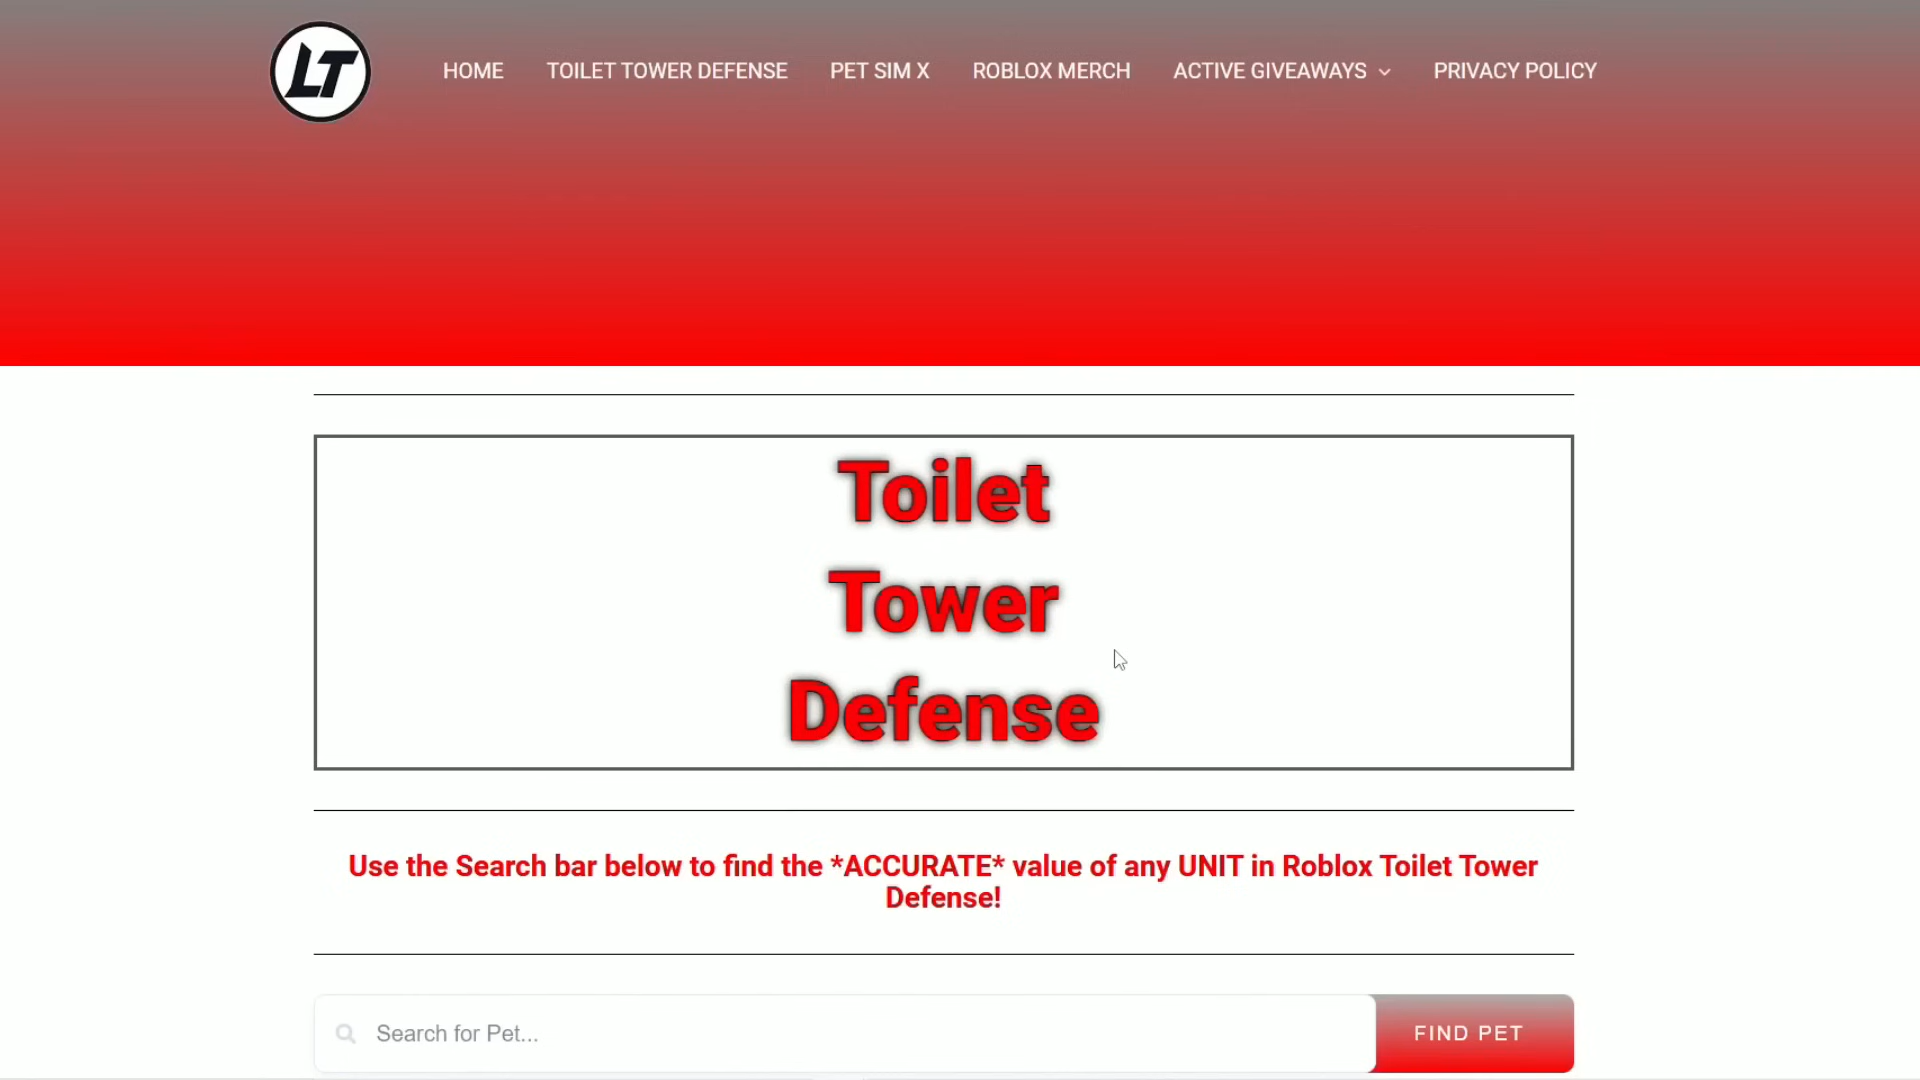 LT
HOME TOILET TOWER DEFENSE PET SIM X ROBLOX MERCH ACTIVE GIVEAWAYS PRIVACY POLICY
Toilet
Tower
Defense
Use the Search bar below to find the *ACCURATE* value of any UNIT in Roblox Toilet Tower
Defense!
Search for Pet... FIND PET